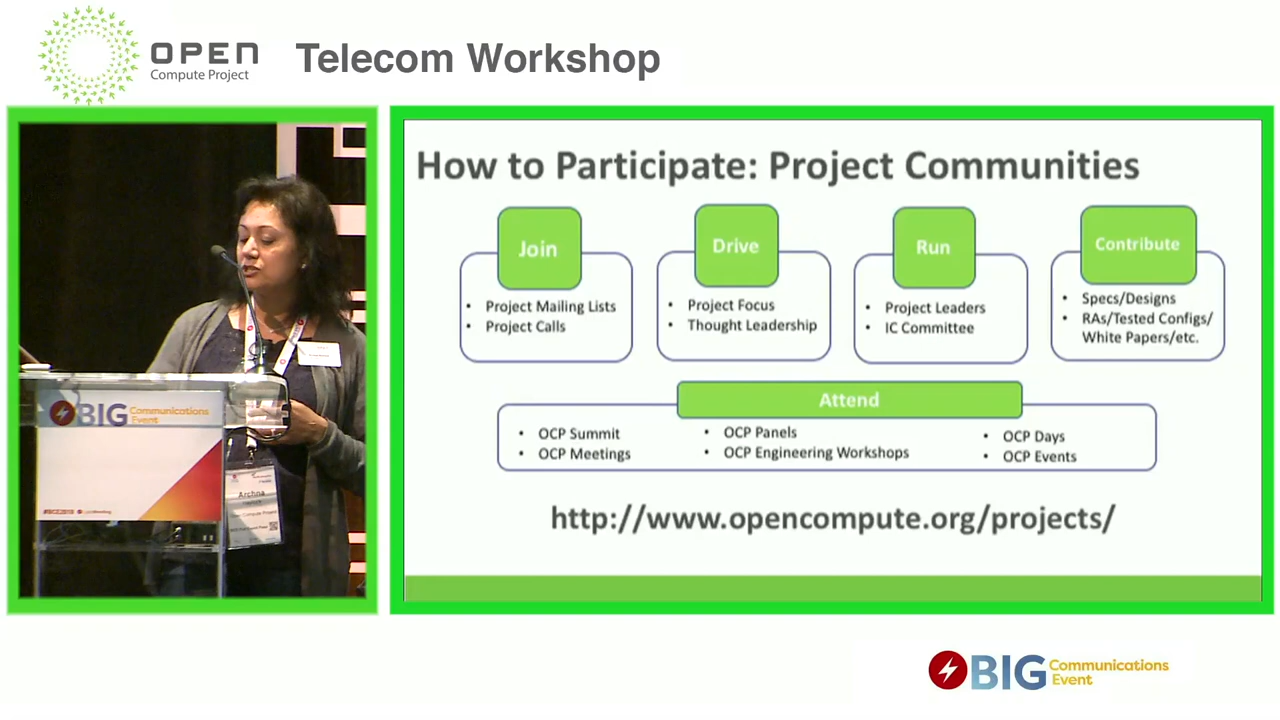 OPEN
Compute Project
Telecom Workshop
How to Participate: Project Communities
Join
• Project Mailing Lists
• Project Calls
Drive
• Project Focus
• Thought Leadership
Run
• Project Leaders
• IC Committee
Contribute
• Specs/Designs
• RAs/Tested Configs/
White Papers/etc.
Attend
• OCP Summit
• OCP Meetings
• OCP Panels
• OCP Engineering Workshops
• OCP Days
• OCP Events
http://www.opencompute.org/projects/
BIG Communications
Event
Archna
Compute Project
BIG Communications
Event